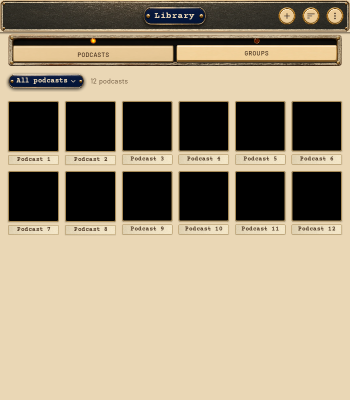 Library
PODCASTS
GROUPS
All podcasts
12 podcasts
Podcast 1
Podcast 2
Podcast 3
Podcast 4
Podcast 5
Podcast 6
Podcast 7
Podcast 8
Podcast 9
Podcast 10
Podcast 11
Podcast 12